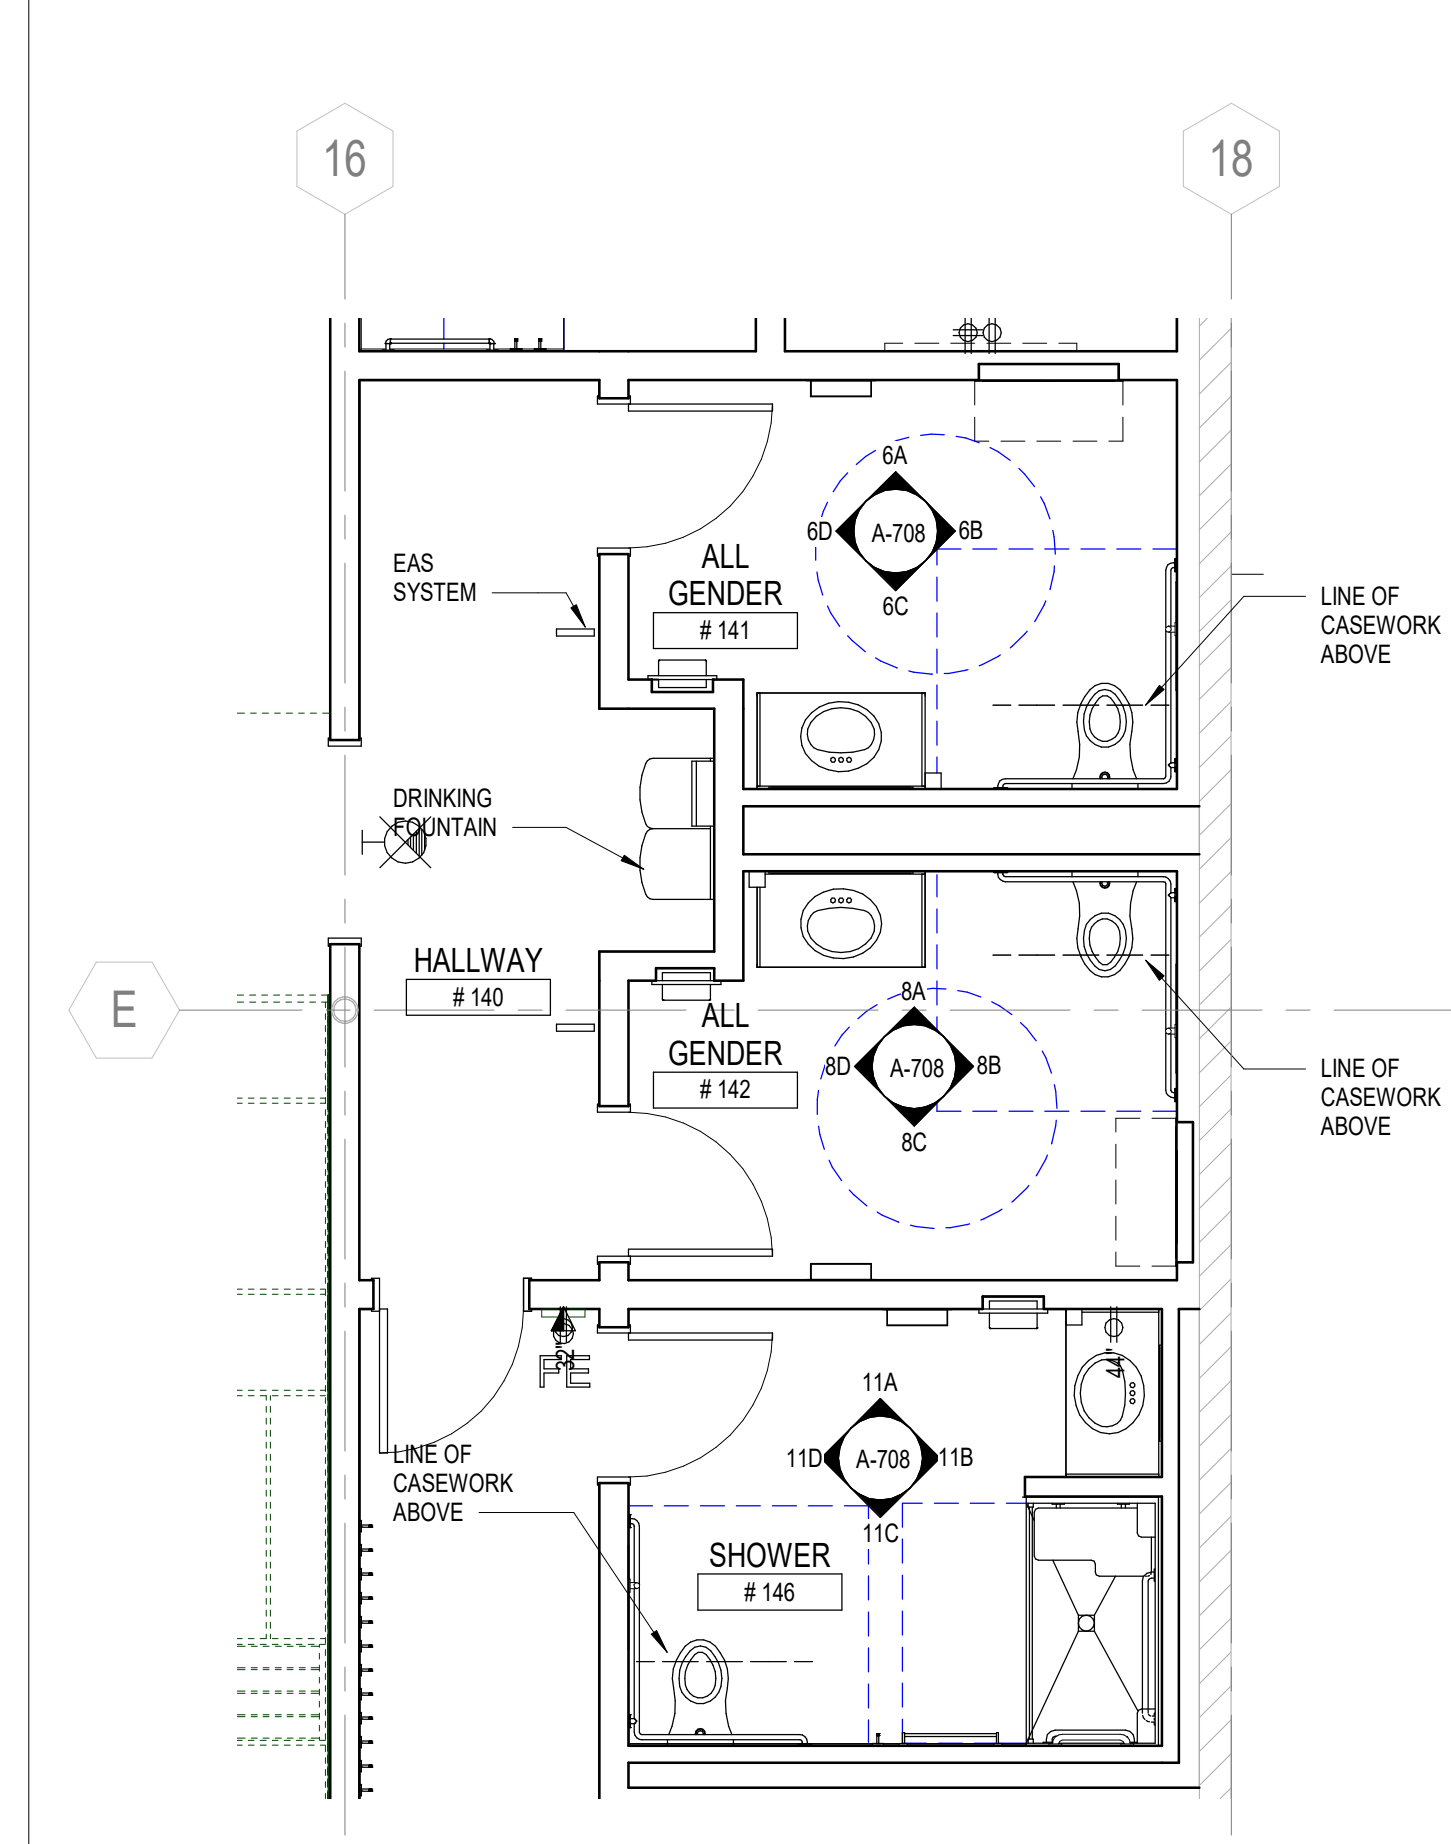 16
18
6A
6D
A-708
6B
6C
EAS
SYSTEM
ALL
GENDER
# 141
LINE OF
CASEWORK
ABOVE
DRINKING
FOUNTAIN
HALLWAY
# 140
E
ALL
GENDER
# 142
8A
8D
A-708
8B
8C
LINE OF
CASEWORK
ABOVE
32"
FE
44"
11A
11D
A-708
11B
11C
LINE OF
CASEWORK
ABOVE
SHOWER
# 146